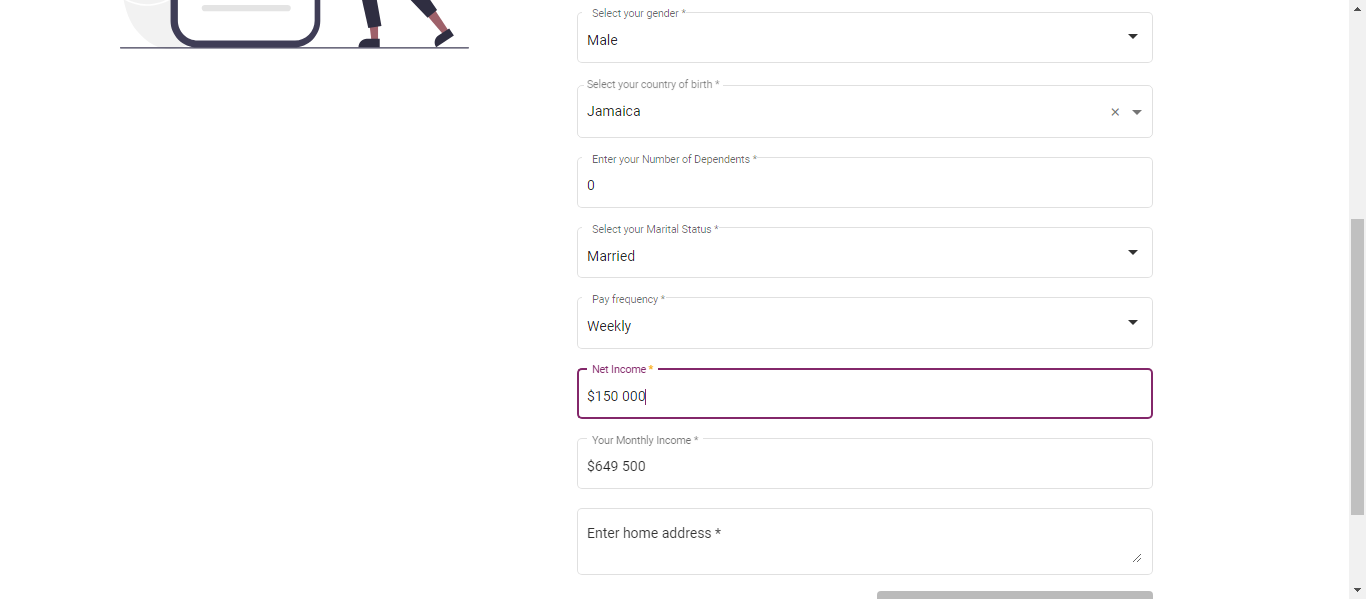 Select your gender *
Male
Select your country of birth *
Jamaica
Enter your Number of Dependents *
0
Select your Marital Status *
Married
Pay frequency *
Weekly
Net Income *
$150 000
Your Monthly Income *
$649 500
Enter home address *